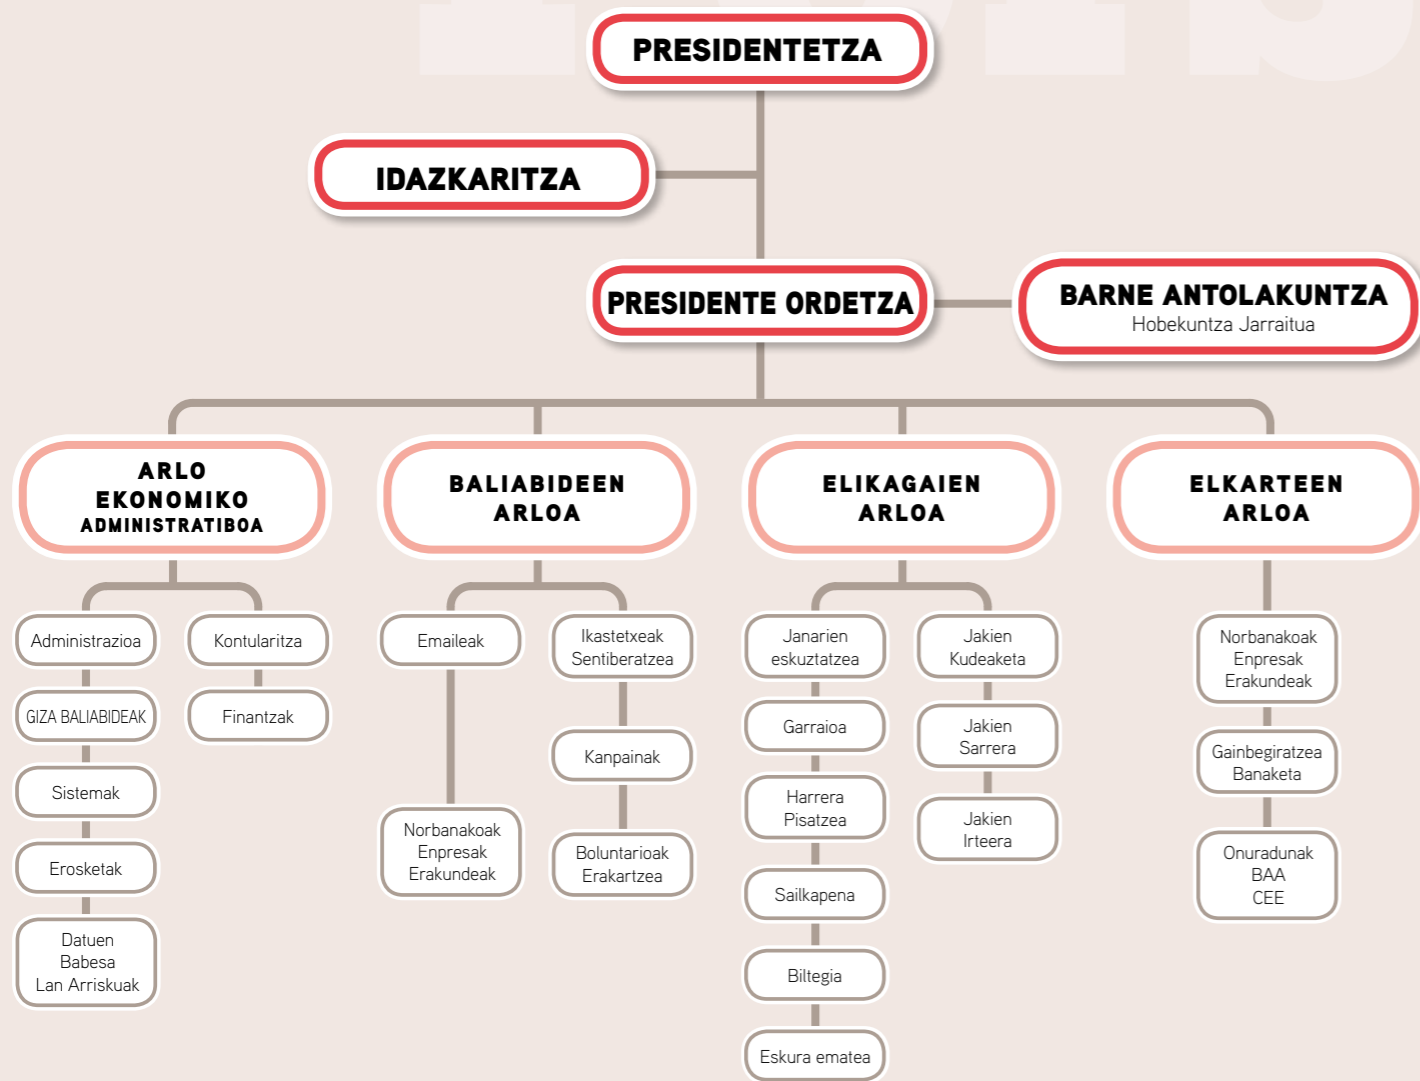 PRESIDENTETZA
IDAZKARITZA
PRESIDENTE ORDETZA
BARNE ANTOLAKUNTZA
Hobekuntza Jarraitua
ARLO
EKONOMIKO
ADMINISTRATIBOA
Administrazioa
GIZA BALIABIDEAK
Sistemak
Erosketak
Datuen
Babesa
Lan Arriskuak
Kontularitza
Finantzak
BALIABIDEEN
ARLOA
Emaileak
Norbanakoak
Enpresak
Erakundeak
Ikastetxeak
Sentiberatzea
Kanpainak
Boluntarioak
Erakartzea
ELIKAGAIEN
ARLOA
Janarien
eskuztatzea
Garraioa
Harrera
Pisatzea
Sailkapena
Biltegia
Eskura ematea
Jakien
Kudeaketa
Jakien
Sarrera
Jakien
Irteera
ELKARTEEN
ARLOA
Norbanakoak
Enpresak
Erakundeak
Gainbegiratzea
Banaketa
Onuradunak
BAA
CEE